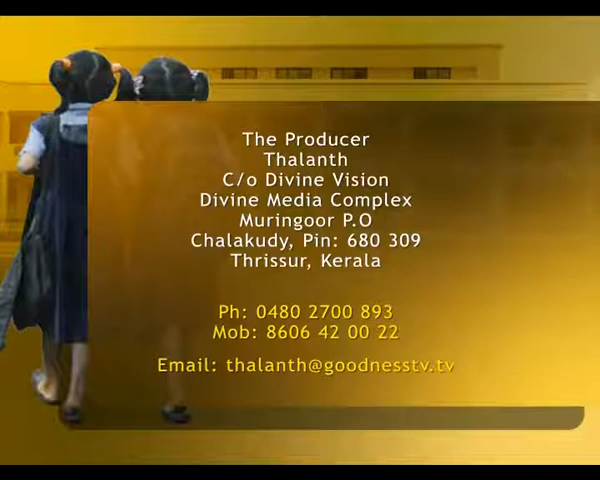 The Producer
Thalanth
C/o Divine Vision
Divine Media Complex
Muringoor P.O
Chalakudy, Pin: 680 309
Thrissur, Kerala
Ph: 0480 2700 893
Mob: 8606 42 00 22
Email: thalanth@goodnesstv.tv